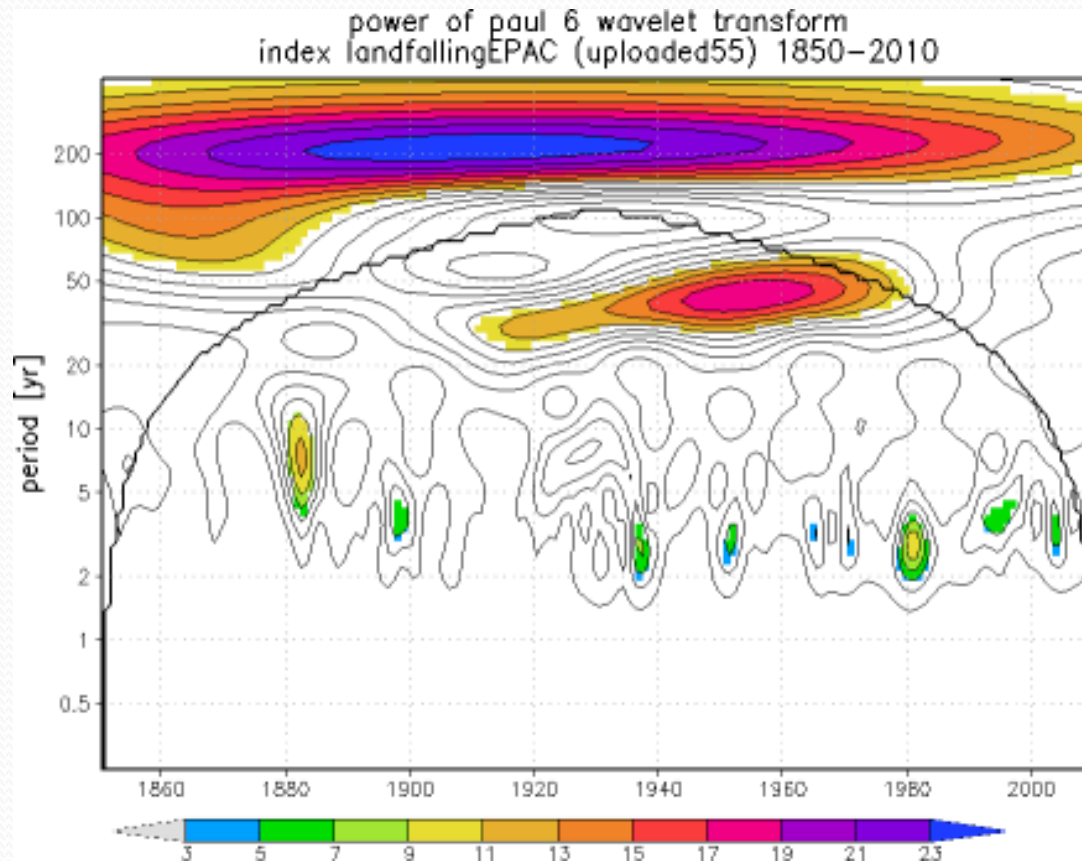 power of paul 6 wavelet transform
index landfallingEPAC (uploaded55) 1850-2010
period [yr]
200
100
50
20
10
5
2
1
0.5
1860 1880 1900 1920 1940 1960 1980 2000
3 5 7 9 11 13 15 17 19 21 23